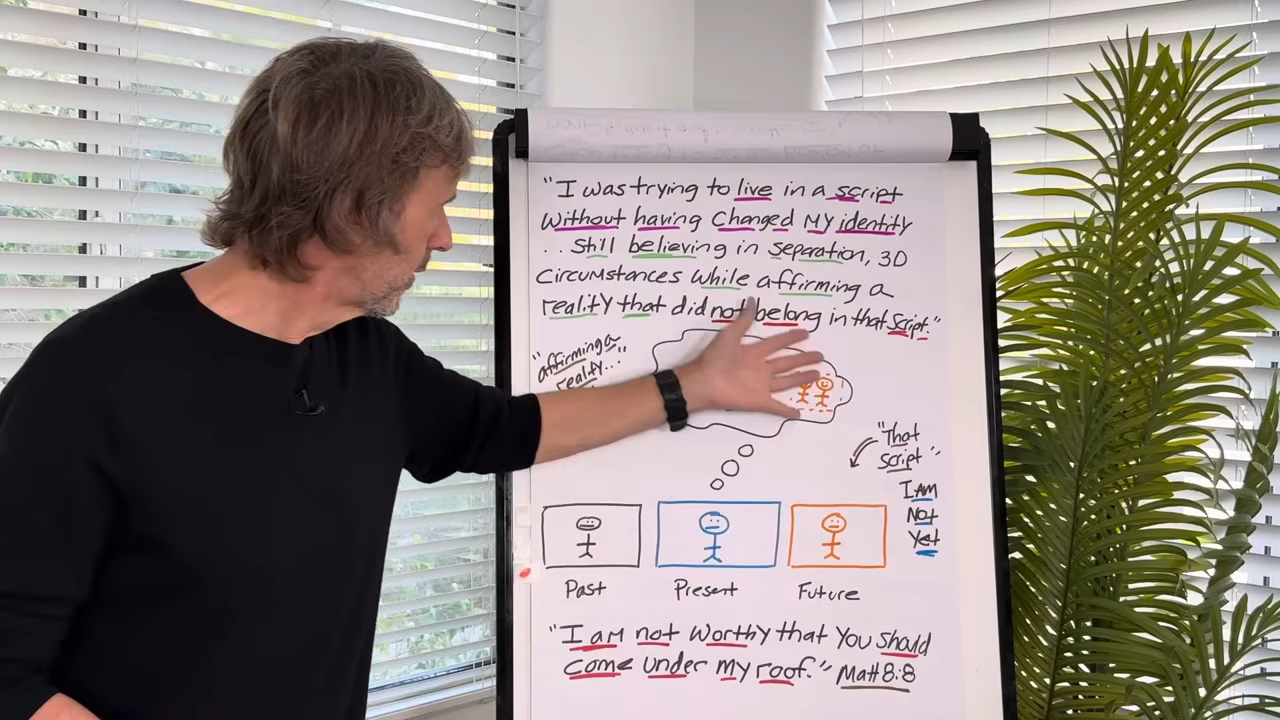 "I was trying to live in a script
without having changed my identity
.. still believing in separation, 3D
circumstances while affirming a
reality that did not belong in that script."
"affirming a
reality..."
"That
script"
I AM
Not
Yet
Past Present Future
"I am not worthy that you should
come under my roof." Matt 8:8